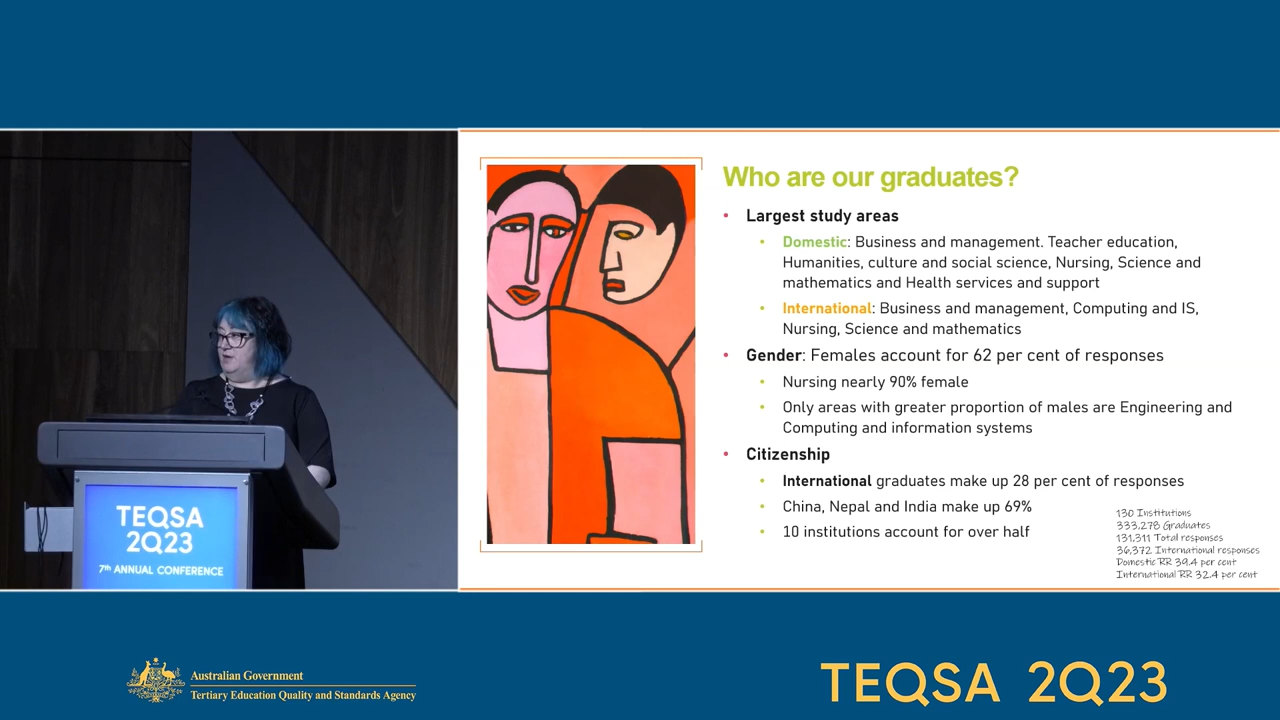 TEQSA
2Q23
7th ANNUAL CONFERENCE
Who are our graduates?
• Largest study areas
• Domestic: Business and management. Teacher education,
Humanities, culture and social science, Nursing, Science and
mathematics and Health services and support
• International: Business and management, Computing and IS,
Nursing, Science and mathematics
• Gender: Females account for 62 per cent of responses
• Nursing nearly 90% female
• Only areas with greater proportion of males are Engineering and
Computing and information systems
• Citizenship
• International graduates make up 28 per cent of responses
• China, Nepal and India make up 69%
• 10 institutions account for over half
130 Institutions
333,278 Graduates
131,311 Total responses
36,372 International responses
Domestic RR 39.4 per cent
International RR 32.4 per cent
Australian Government
Tertiary Education Quality and Standards Agency
TEQSA 2Q23